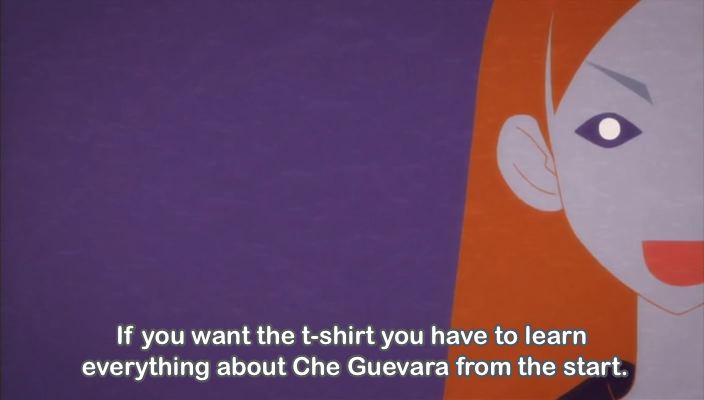 If you want the t-shirt you have to learn
everything about Che Guevara from the start.